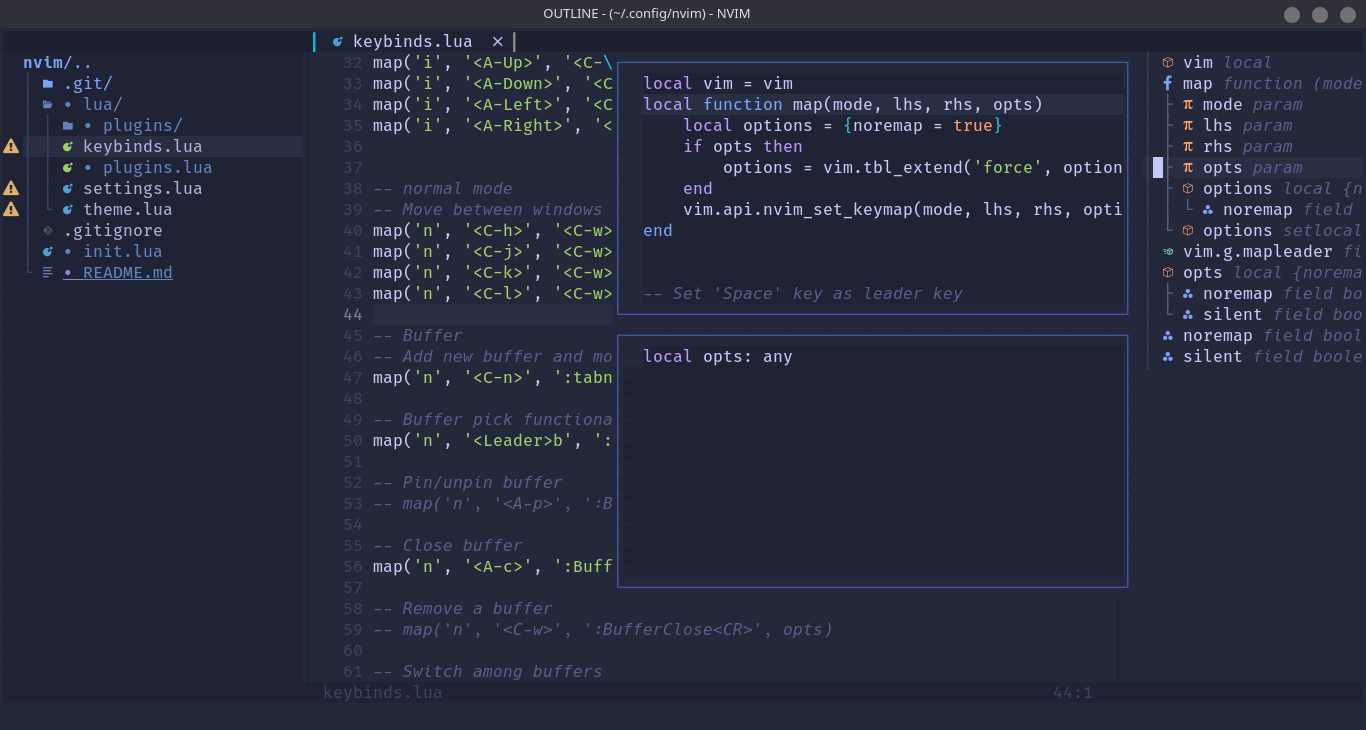 OUTLINE - (~/.config/nvim) - NVIM
keybinds.lua ×
nvim/..
.git/
• lua/
• plugins/
keybinds.lua
• plugins.lua
settings.lua
theme.lua
.gitignore
• init.lua
• README.md
32 map('i', '<A-Up>', '<C-\
33 map('i', '<A-Down>', '<C
34 map('i', '<A-Left>', '<C
35 map('i', '<A-Right>', '<
36
37
38 -- normal mode
39 -- Move between windows
40 map('n', '<C-h>', '<C-w>
41 map('n', '<C-j>', '<C-w>
42 map('n', '<C-k>', '<C-w>
43 map('n', '<C-l>', '<C-w>
44
45 -- Buffer
46 -- Add new buffer and mo
47 map('n', '<C-n>', ':tabn
48
49 -- Buffer pick functiona
50 map('n', '<Leader>b', ':
51
52 -- Pin/unpin buffer
53 -- map('n', '<A-p>', ':B
54
55 -- Close buffer
56 map('n', '<A-c>', ':Buff
57
58 -- Remove a buffer
59 -- map('n', '<C-w>', ':BufferClose<CR>', opts)
60
61 -- Switch among buffers
local vim = vim
local function map(mode, lhs, rhs, opts)
local options = {noremap = true}
if opts then
options = vim.tbl_extend('force', option
end
vim.api.nvim_set_keymap(mode, lhs, rhs, opti
end
-- Set 'Space' key as leader key
local opts: any
vim local
map function (mode
mode param
lhs param
rhs param
opts param
options local {n
noremap field
options setlocal
vim.g.mapleader fi
opts local {norema
noremap field bo
silent field boo
noremap field bool
silent field boole
keybinds.lua 44:1